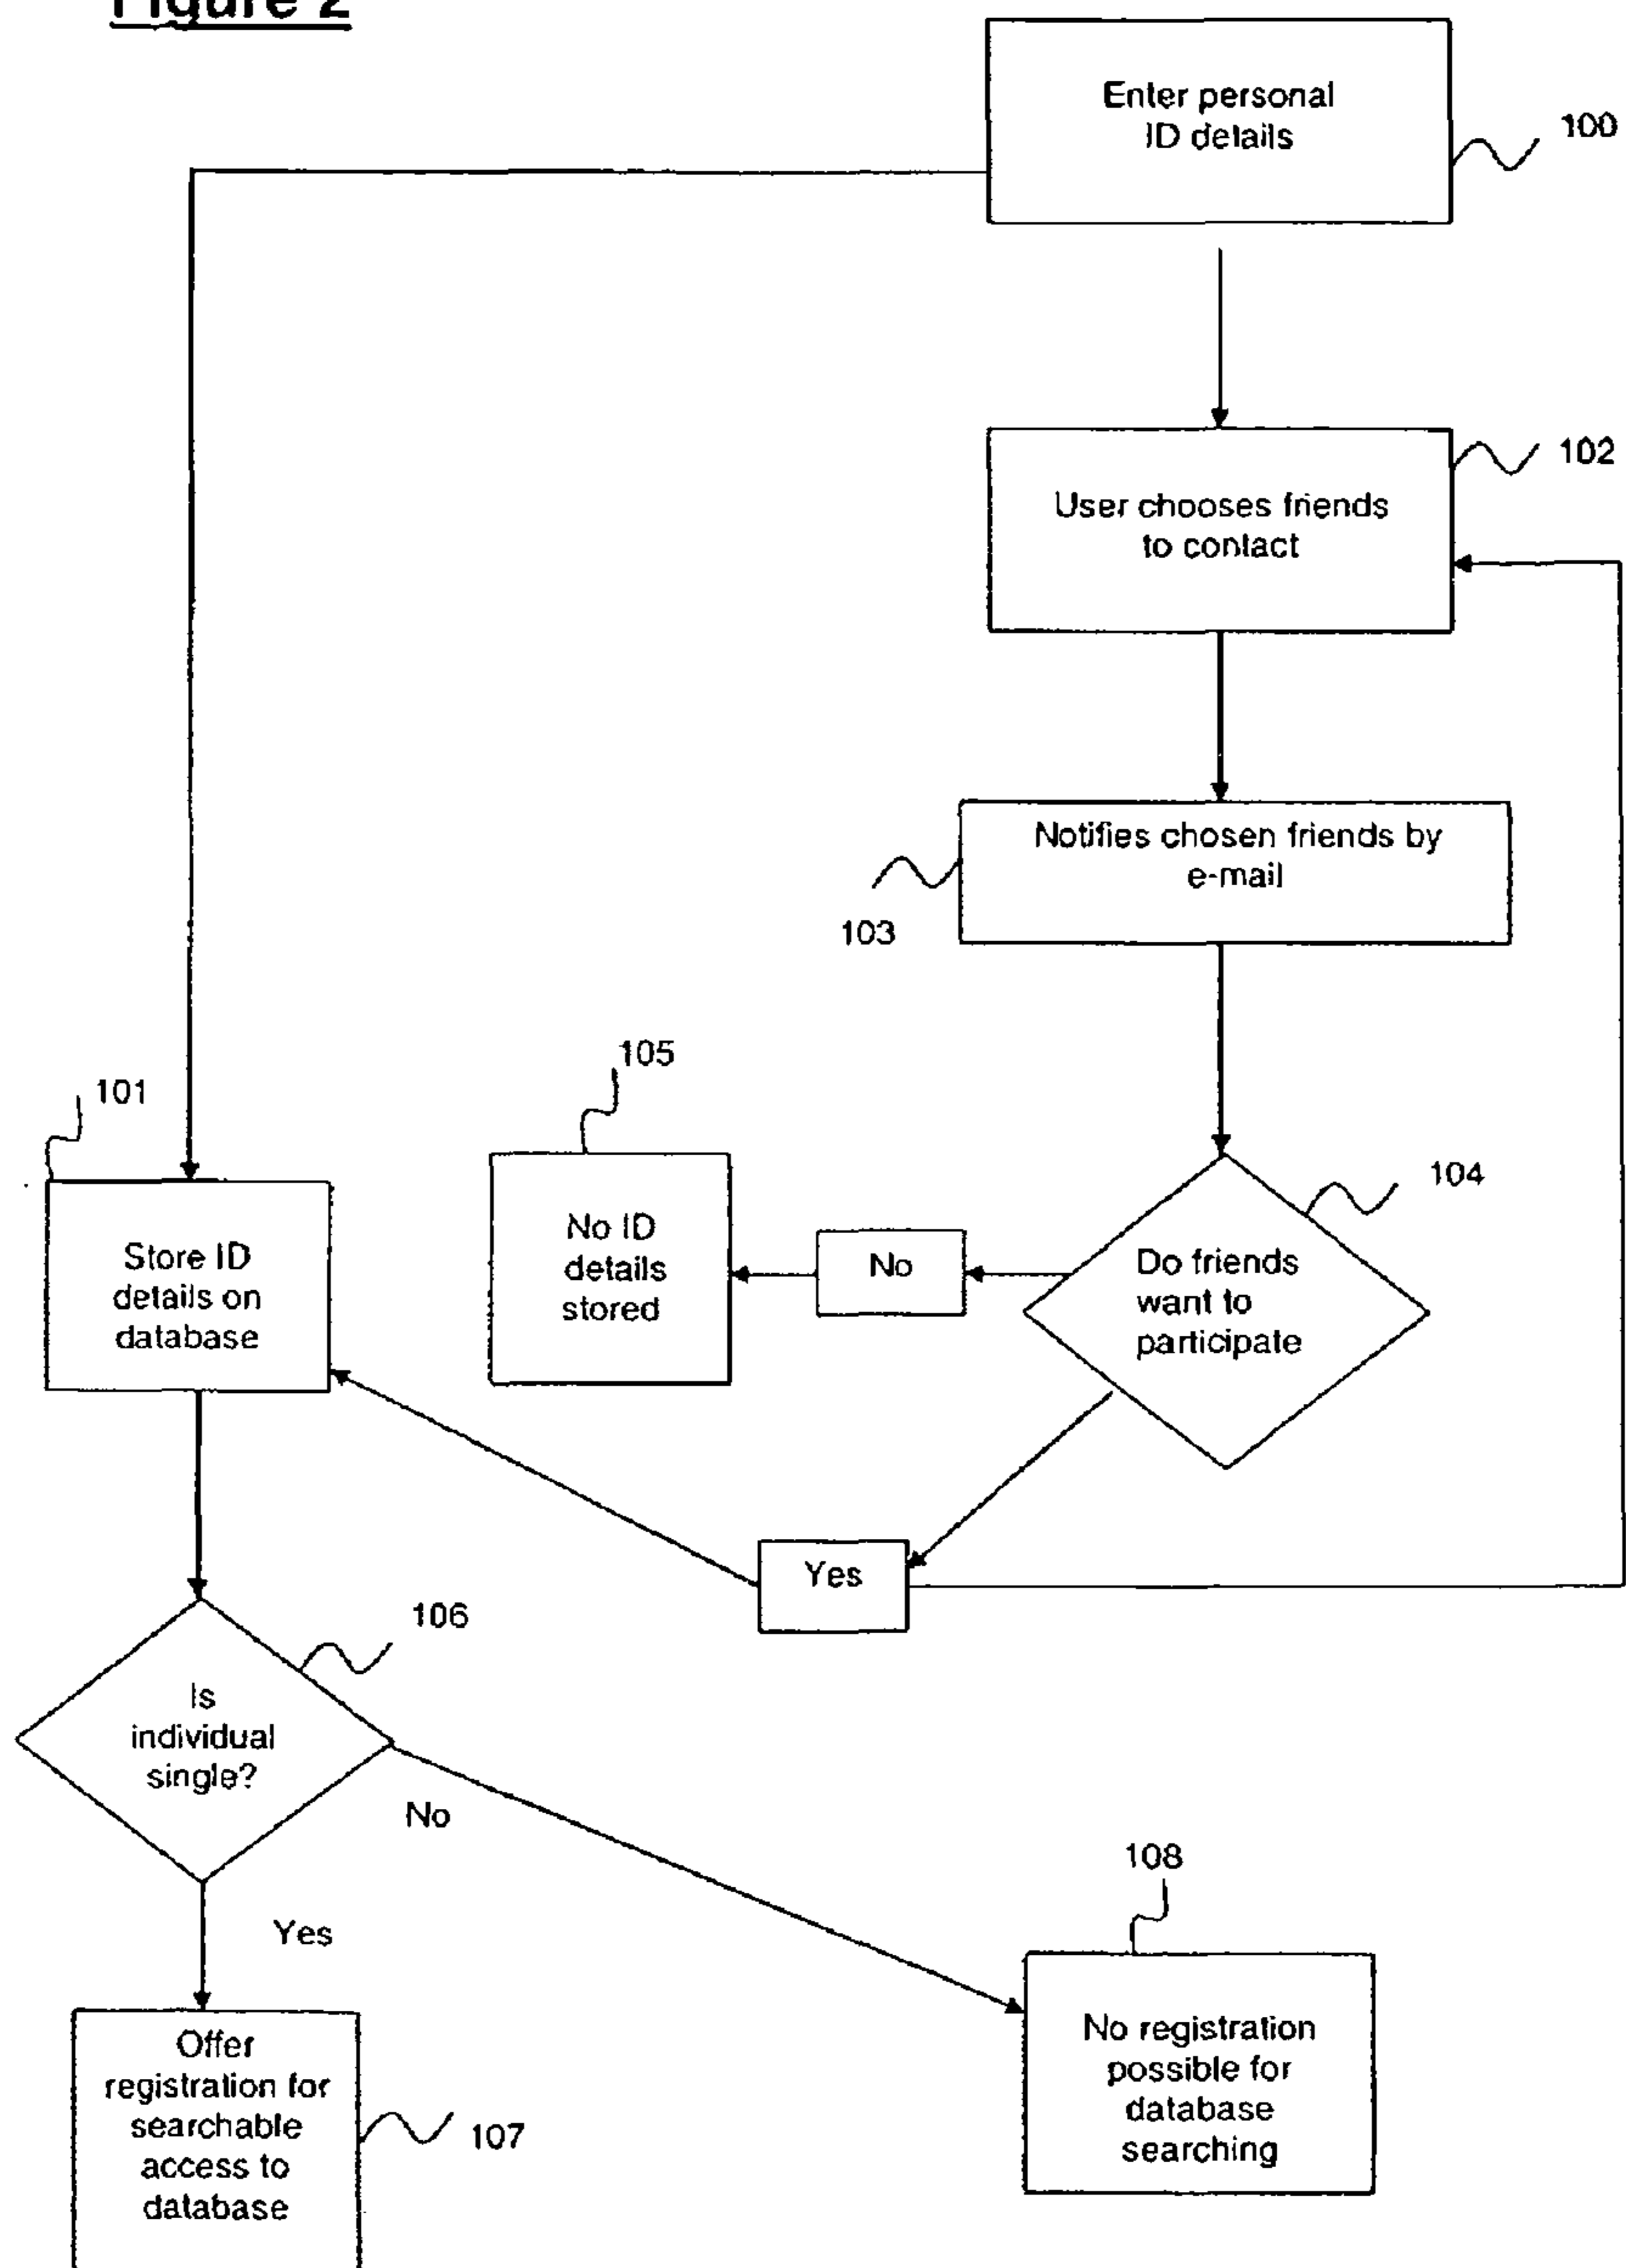 Figure 2
Enter personal
ID details
100
102
User chooses friends
to contact
Notifies chosen friends by
e-mail
103
105
101
104
No ID
details
stored
No
Do friends
want to
participate
Store ID
details on
database
Yes
106
Is
individual
single?
No
108
Yes
Offer
registration for
searchable
access to
database
107
No registration
possible for
database
searching